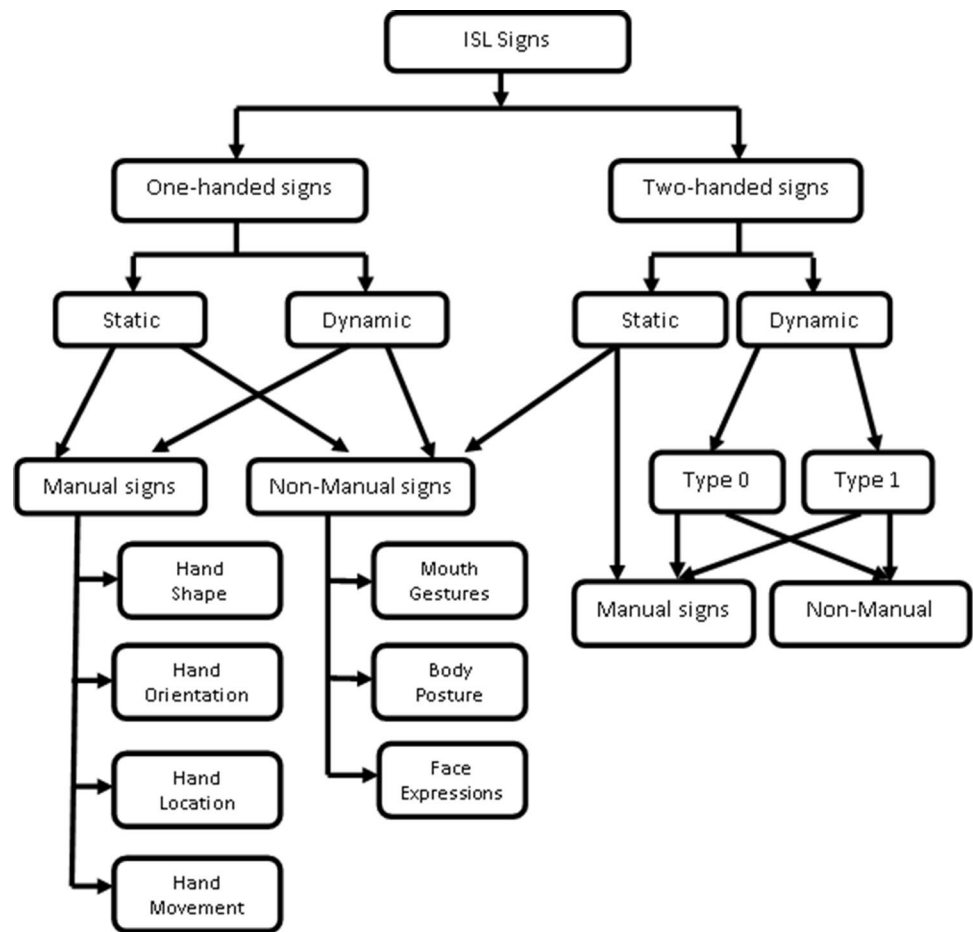 ISL Signs
One-handed signs
Two-handed signs
Static
Dynamic
Static
Dynamic
Manual signs
Non-Manual signs
Type 0
Type 1
Hand
Shape
Mouth
Gestures
Manual signs
Non-Manual
Hand
Orientation
Body
Posture
Hand
Location
Face
Expressions
Hand
Movement